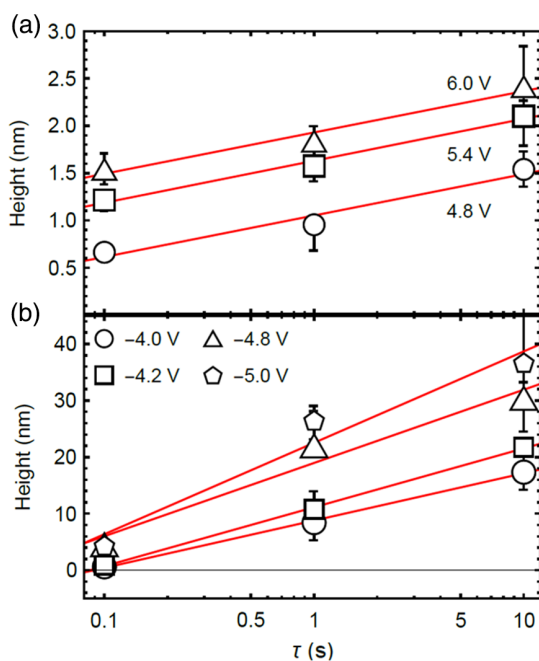 (a)
3.0
2.5
2.0
1.5
1.0
0.5
Height (nm)
6.0 V
5.4 V
4.8 V
(b)
−4.0 V −4.8 V
−4.2 V −5.0 V
40
30
20
10
0
Height (nm)
0.1 0.5 1 5 10
τ (s)